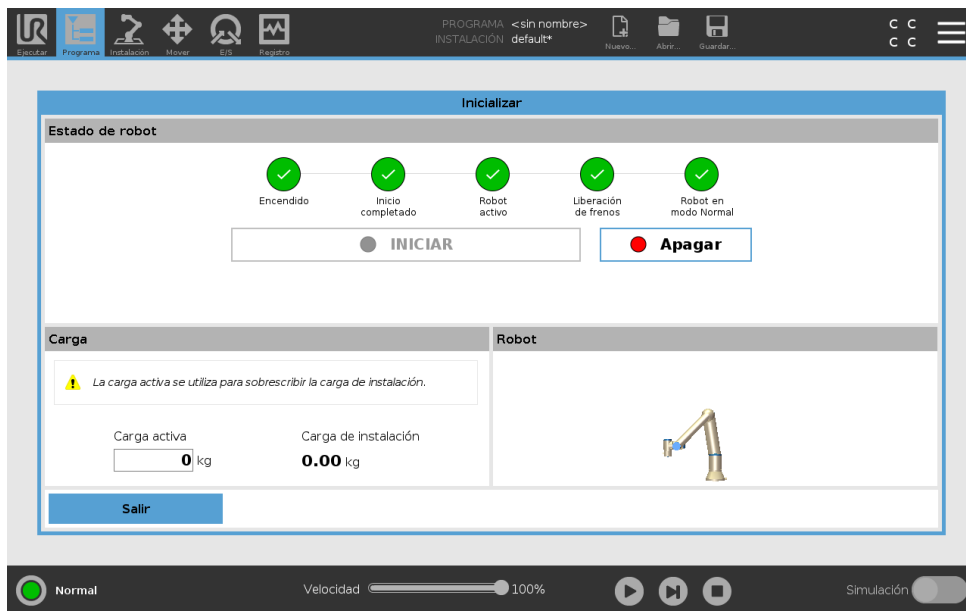 PROGRAMA <sin nombre>
INSTALACIÓN default*
Ejecutar
Programa
Instalación
Mover
E/S
Registro
Nuevo...
Abrir...
Guardar...
C C
C C
Inicializar
Estado de robot
Encendido
Inicio
completado
Robot
activo
Liberación
de frenos
Robot en
modo Normal
INICIAR
Apagar
Carga
Robot
La carga activa se utiliza para sobrescribir la carga de instalación.
Carga activa
Carga de instalación
0 kg
0.00 kg
Salir
Normal
Velocidad
100%
Simulación